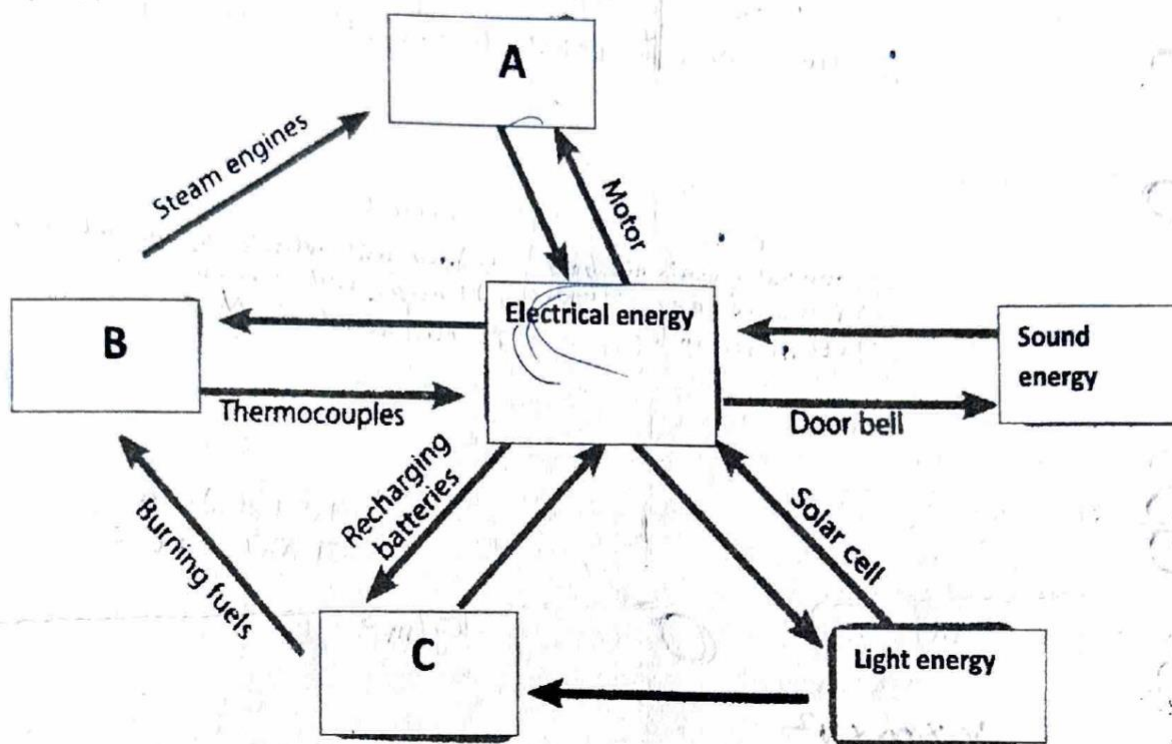 A
Steam engines
Motor
Electrical energy
B
Thermocouples
Sound
energy
Door bell
Recharging
batteries
Solar cell
Burning fuels
C
Light energy